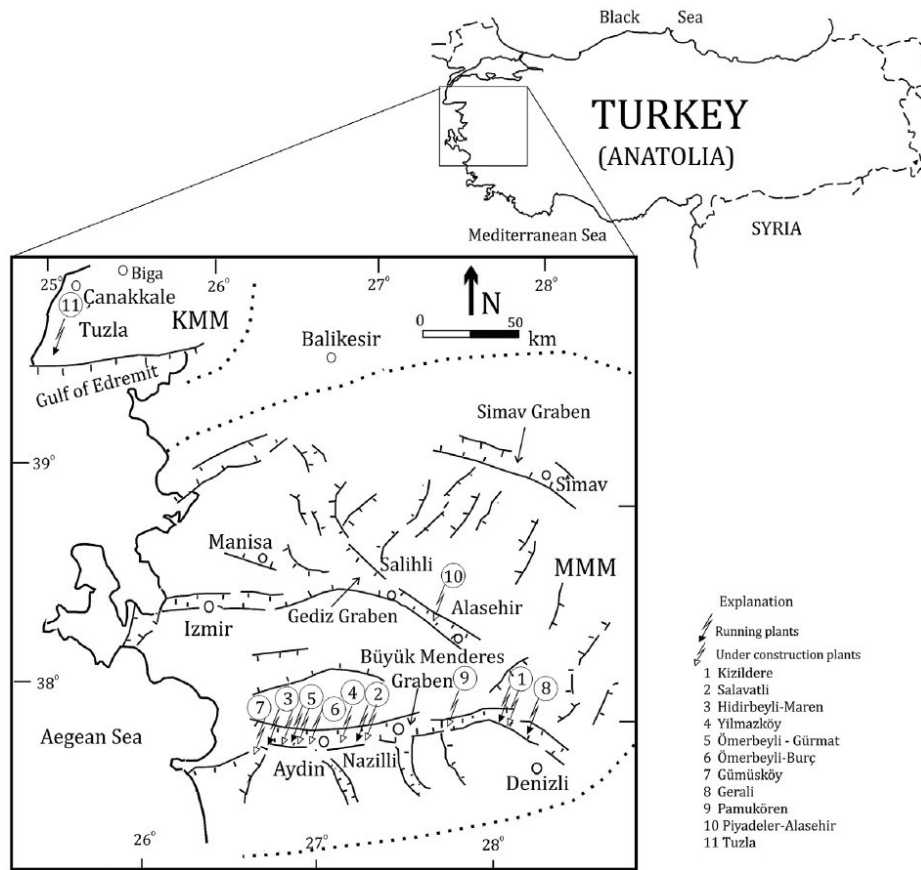 Black Sea
TURKEY
(ANATOLIA)
Mediterranean Sea
SYRIA
25°
Biga
26°
27°
28°
Çanakkale
11
Tuzla
KMM
N
0 50
km
Balikesir
Gulf of Edremit
Simav Graben
39°
Simav
Manisa
Salihli
10
MMM
Gediz Graben
Alasehir
Izmir
38°
Büyük Menderes
Graben
9
1
8
7
3
5
6
4
2
Aegean Sea
Aydin
Nazilli
Denizli
26°
27°
28°
Explanation
Running plants
Under construction plants
1 Kizildere
2 Salavatli
3 Hidirbeyli-Maren
4 Yilmazköy
5 Ömerbeyli - Gürmat
6 Ömerbeyli-Burç
7 Gümüsköy
8 Gerali
9 Pamukören
10 Piyadeler-Alasehir
11 Tuzla